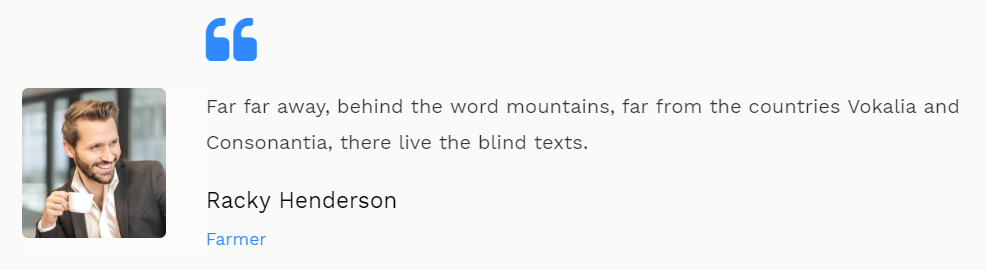 Far far away, behind the word mountains, far from the countries Vokalia and
Consonantia, there live the blind texts.
Racky Henderson
Farmer